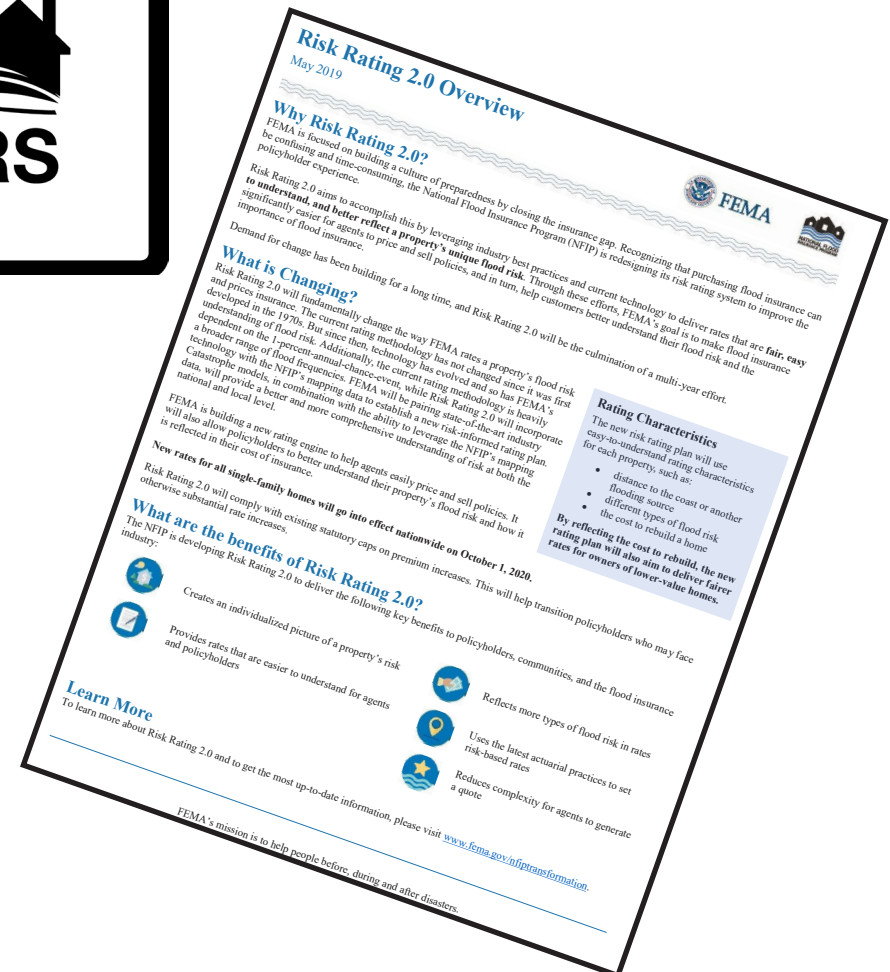 RS
Risk Rating 2.0 Overview
May 2019
FEMA
NATIONAL FLOOD
INSURANCE PROGRAM
Why Risk Rating 2.0?
FEMA is focused on building a culture of preparedness by closing the insurance gap. Recognizing that purchasing flood insurance can
be confusing and time-consuming, the National Flood Insurance Program (NFIP) is redesigning its risk rating system to improve the
policyholder experience.
Risk Rating 2.0 aims to accomplish this by leveraging industry best practices and current technology to deliver rates that are fair, easy
to understand, and better reflect a property's unique flood risk. Through these efforts, FEMA's goal is to make flood insurance
significantly easier for agents to price and sell policies, and in turn, help customers better understand their flood risk and the
importance of flood insurance.
Demand for change has been building for a long time, and Risk Rating 2.0 will be the culmination of a multi-year effort.
What is Changing?
Risk Rating 2.0 will fundamentally change the way FEMA rates a property's flood risk
and prices insurance. The current rating methodology has not changed since it was first
developed in the 1970s. But since then, technology has evolved and so has FEMA's
understanding of flood risk. Additionally, the current rating methodology is heavily
dependent on the 1-percent-annual-chance-event, while Risk Rating 2.0 will incorporate
a broader range of flood frequencies. FEMA will be pairing state-of-the-art industry
technology with the NFIP's mapping data to establish a new risk-informed rating plan.
Catastrophe models, in combination with the ability to leverage the NFIP's mapping
data, will provide a better and more comprehensive understanding of risk at both the
national and local level.
FEMA is building a new rating engine to help agents easily price and sell policies. It
will also allow policyholders to better understand their property's flood risk and how it
is reflected in their cost of insurance.
Rating Characteristics
The new risk rating plan will use
easy-to-understand rating characteristics
for each property, such as:
• distance to the coast or another
flooding source
• different types of flood risk
• the cost to rebuild a home
By reflecting the cost to rebuild, the new
rating plan will also aim to deliver fairer
rates for owners of lower-value homes.
New rates for all single-family homes will go into effect nationwide on October 1, 2020.
Risk Rating 2.0 will comply with existing statutory caps on premium increases. This will help transition policyholders who may face
otherwise substantial rate increases.
What are the benefits of Risk Rating 2.0?
The NFIP is developing Risk Rating 2.0 to deliver the following key benefits to policyholders, communities, and the flood insurance
industry:
Creates an individualized picture of a property's risk
Provides rates that are easier to understand for agents
and policyholders
Reflects more types of flood risk in rates
Uses the latest actuarial practices to set
risk-based rates
Reduces complexity for agents to generate
a quote
Learn More
To learn more about Risk Rating 2.0 and to get the most up-to-date information, please visit www.fema.gov/nfiptransformation.
FEMA's mission is to help people before, during and after disasters.